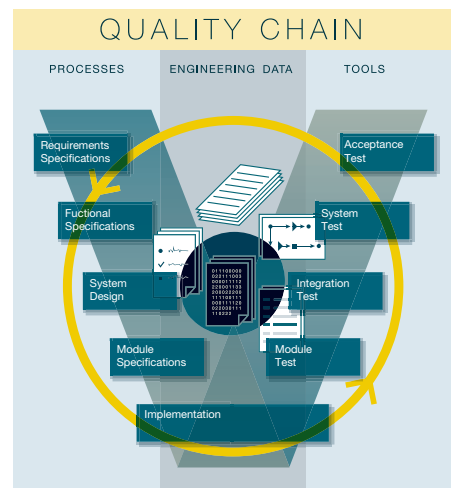 QUALITY CHAIN
PROCESSES
ENGINEERING DATA
TOOLS
Requirements
Specifications
Acceptance
Test
Fuctional
Specifications
System
Test
System
Design
Integration
Test
Module
Specifications
Module
Test
Implementation